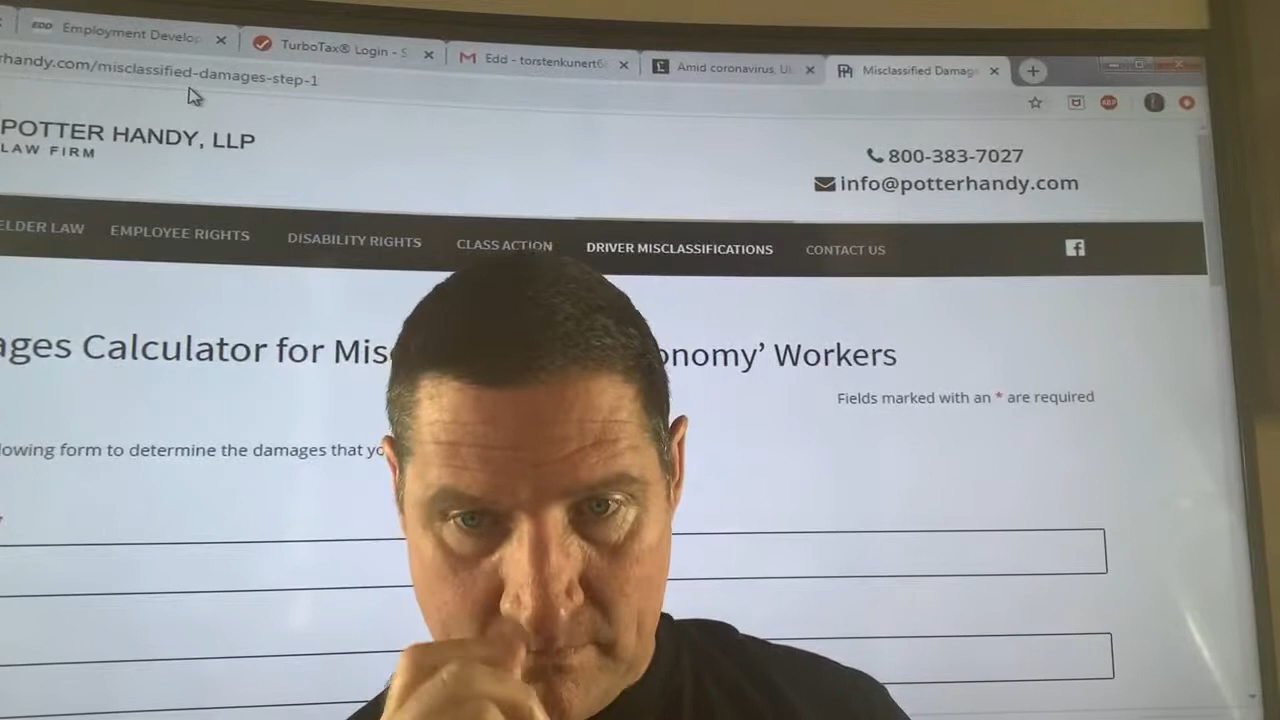 EDD Employment Develop
TurboTax® Login - S
Edd - torstenkunert6
Amid coronavirus, U
Misclassified Damag
rhandy.com/misclassified-damages-step-1
ABP
POTTER HANDY, LLP
LAW FIRM
800-383-7027
info@potterhandy.com
ELDER LAW EMPLOYEE RIGHTS DISABILITY RIGHTS CLASS ACTION DRIVER MISCLASSIFICATIONS CONTACT US
ages Calculator for Mis onomy’ Workers
Fields marked with an * are required
lowing form to determine the damages that yo